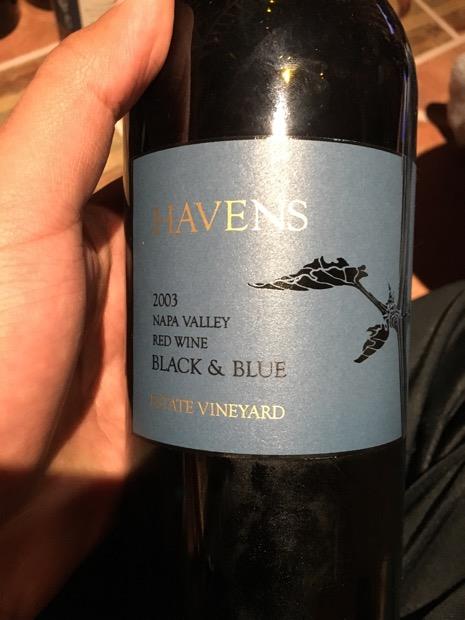 HAVENS
2003
NAPA VALLEY
RED WINE
BLACK & BLUE
ESTATE VINEYARD